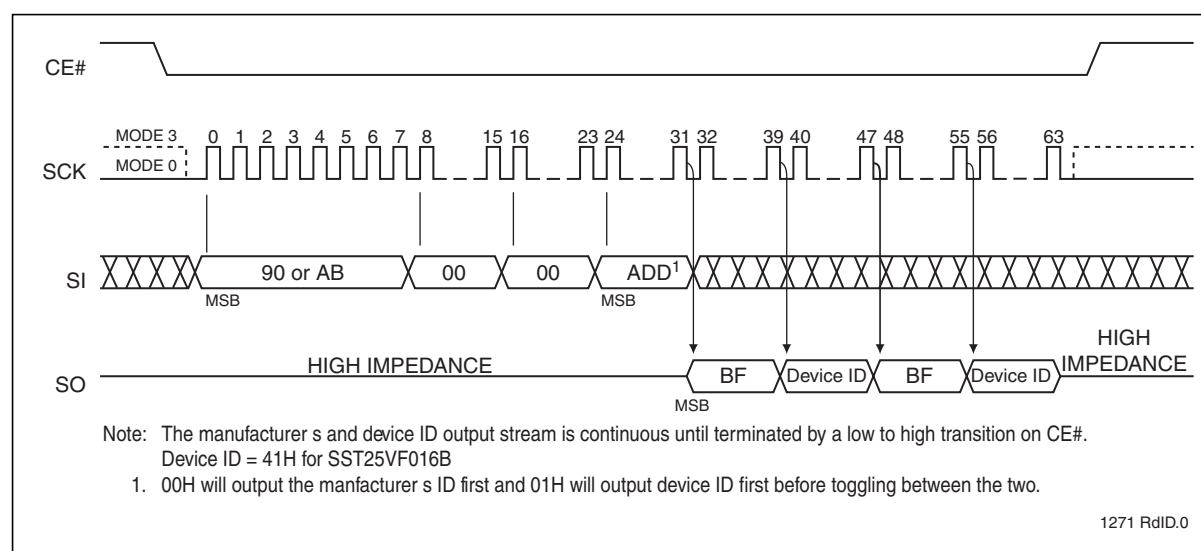 CE#
MODE 3 0 1 2 3 4 5 6 7 8 15 16 23 24 31 32 39 40 47 48 55 56 63
SCK MODE 0
SI 90 or AB 00 00 ADD1
MSB MSB
HIGH IMPEDANCE HIGH IMPEDANCE
SO BF Device ID BF Device ID
MSB
Note: The manufacturer s and device ID output stream is continuous until terminated by a low to high transition on CE#.
Device ID = 41H for SST25VF016B
1. 00H will output the manfacturer s ID first and 01H will output device ID first before toggling between the two.
1271 RdID.0